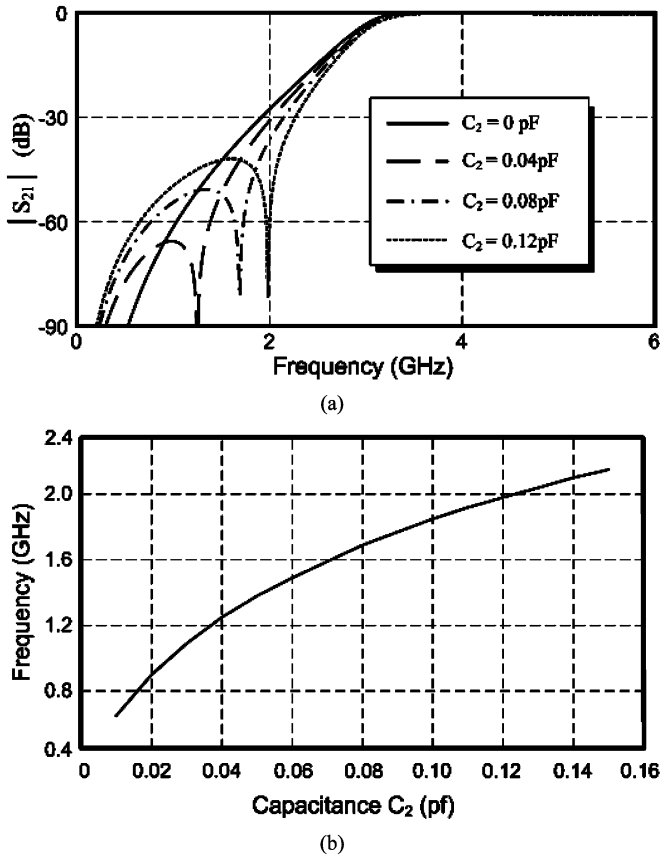 0
-30
-60
-90
|S₂₁| (dB)
C₂ = 0 pF
C₂ = 0.04pF
C₂ = 0.08pF
C₂ = 0.12pF
0 2 4 6
Frequency (GHz)
(a)
2.4
2.0
1.6
1.2
0.8
0.4
Frequency (GHz)
0 0.02 0.04 0.06 0.08 0.10 0.12 0.14 0.16
Capacitance C₂ (pf)
(b)